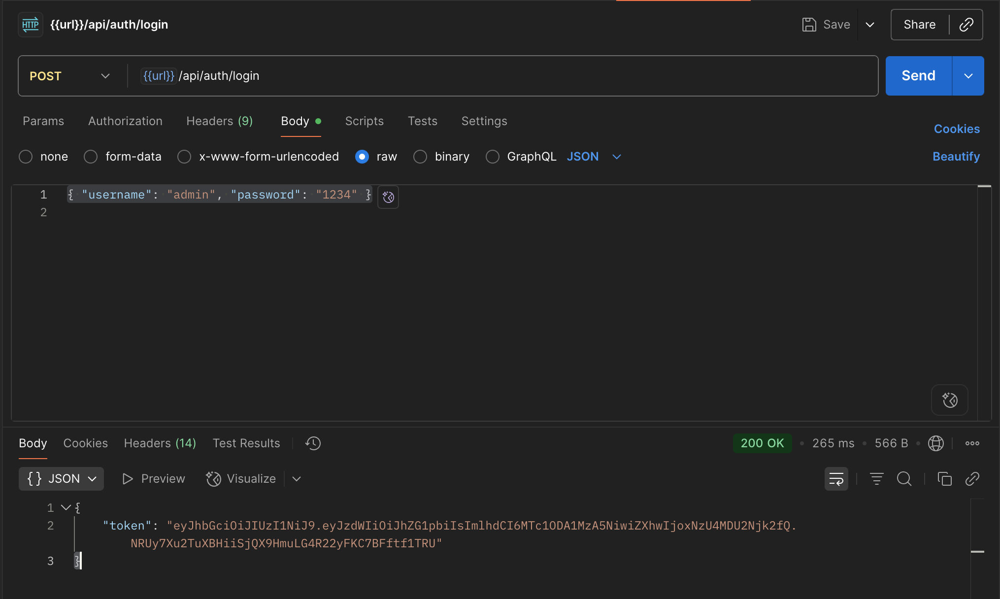 HTTP {{url}}/api/auth/login Save Share
POST {{url}} /api/auth/login Send
Params Authorization Headers (9) Body Scripts Tests Settings Cookies
none form-data x-www-form-urlencoded raw binary GraphQL JSON Beautify
1 { "username": "admin", "password": "1234" }
2
Body Cookies Headers (14) Test Results 200 OK • 265 ms • 566 B •
{} JSON Preview Visualize
1 {
2 "token": "eyJhbGciOiJIUzI1NiJ9.eyJzdWIiOiJhZG1pbiIsImlhdCI6MTc1ODA1MzA5NiwiZXhwIjoxNzU4MDU2Njk2fQ.
NRUy7Xu2TuXBHiiSjQX9HmuLG4R22yFKC7BFftf1TRU"
3 }